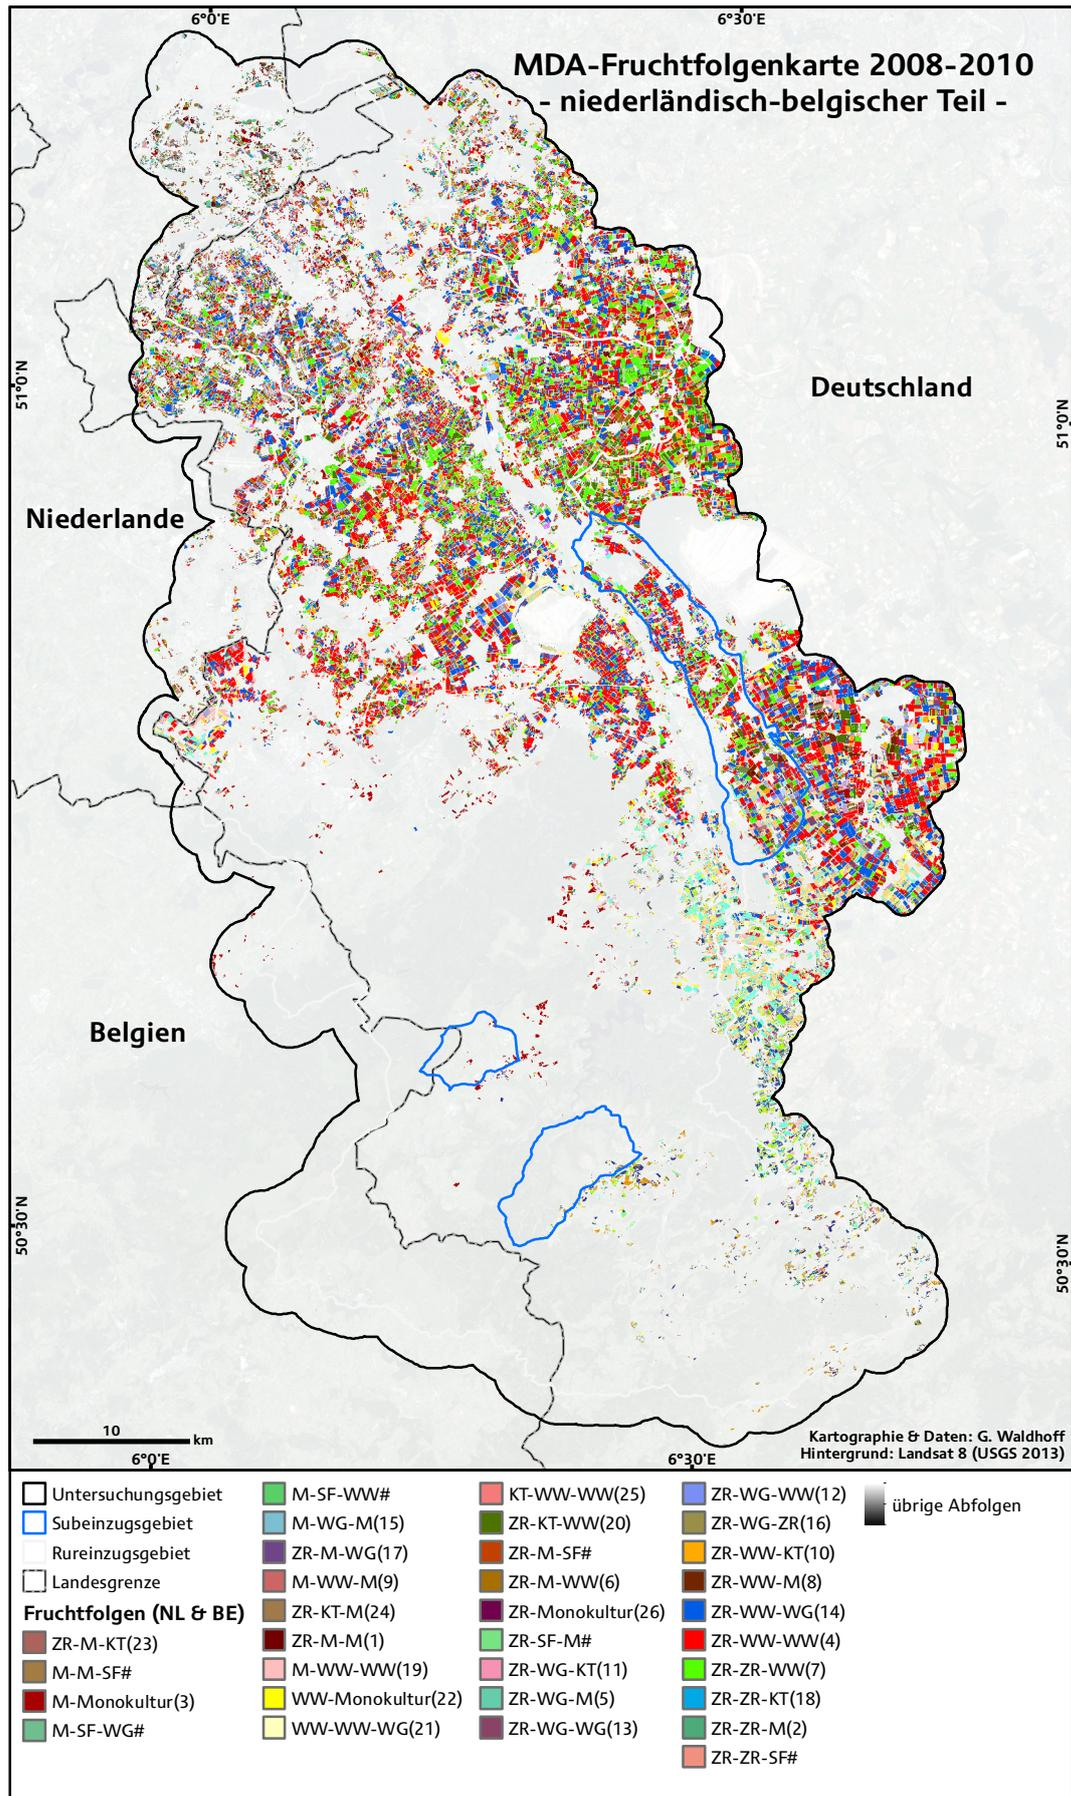 6°0'E
6°30'E
MDA-Fruchtfolgenkarte 2008-2010
- niederländisch-belgischer Teil -
51°0'N
Deutschland
51°0'N
Niederlande
Belgien
50°30'N
50°30'N
10
km
Kartographie & Daten: G. Waldhoff
Hintergrund: Landsat 8 (USGS 2013)
6°0'E
6°30'E
Untersuchungsgebiet
Subeinzugsgebiet
Rureinzugsgebiet
Landesgrenze
Fruchtfolgen (NL & BE)
ZR-M-KT(23)
M-M-SF#
M-Monokultur(3)
M-SF-WG#
M-SF-WW#
M-WG-M(15)
ZR-M-WG(17)
M-WW-M(9)
ZR-KT-M(24)
ZR-M-M(1)
M-WW-WW(19)
WW-Monokultur(22)
WW-WW-WG(21)
KT-WW-WW(25)
ZR-KT-WW(20)
ZR-M-SF#
ZR-M-WW(6)
ZR-Monokultur(26)
ZR-SF-M#
ZR-WG-KT(11)
ZR-WG-M(5)
ZR-WG-WG(13)
ZR-WG-WW(12)
ZR-WG-ZR(16)
ZR-WW-KT(10)
ZR-WW-M(8)
ZR-WW-WG(14)
ZR-WW-WW(4)
ZR-ZR-WW(7)
ZR-ZR-KT(18)
ZR-ZR-M(2)
ZR-ZR-SF#
übrige Abfolgen